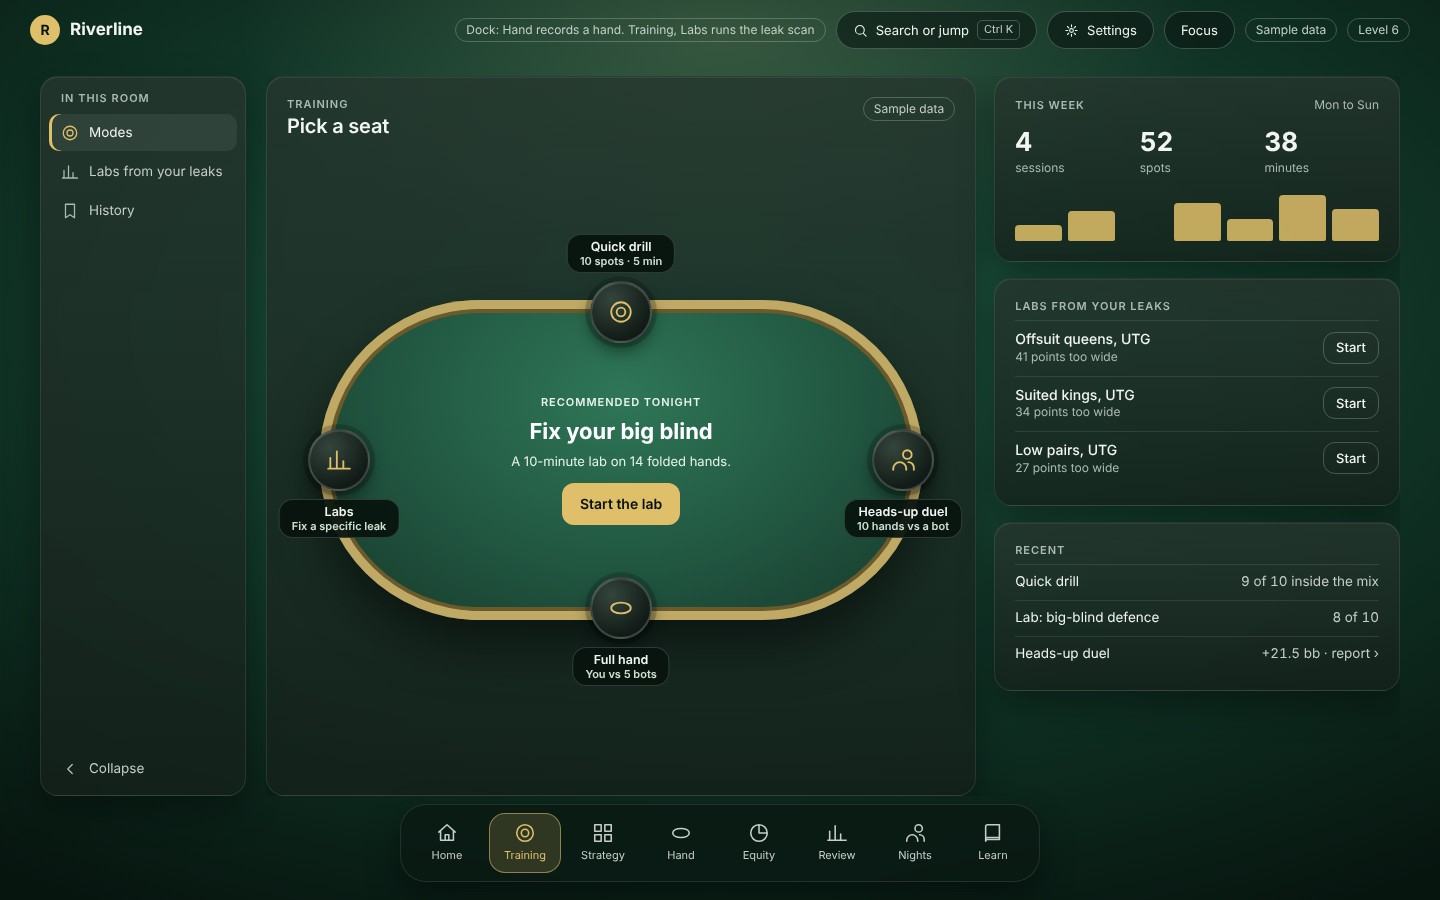 R Riverline
Dock: Hand records a hand. Training, Labs runs the leak scan
Search or jump Ctrl K
Settings
Focus
Sample data
Level 6
IN THIS ROOM
Modes
Labs from your leaks
History
Collapse
TRAINING
Pick a seat
Sample data
Quick drill
10 spots · 5 min
RECOMMENDED TONIGHT
Fix your big blind
A 10-minute lab on 14 folded hands.
Start the lab
Labs
Fix a specific leak
Heads-up duel
10 hands vs a bot
Full hand
You vs 5 bots
THIS WEEK Mon to Sun
4 52 38
sessions spots minutes
LABS FROM YOUR LEAKS
Offsuit queens, UTG
41 points too wide
Start
Suited kings, UTG
34 points too wide
Start
Low pairs, UTG
27 points too wide
Start
RECENT
Quick drill 9 of 10 inside the mix
Lab: big-blind defence 8 of 10
Heads-up duel +21.5 bb · report ›
Home Training Strategy Hand Equity Review Nights Learn